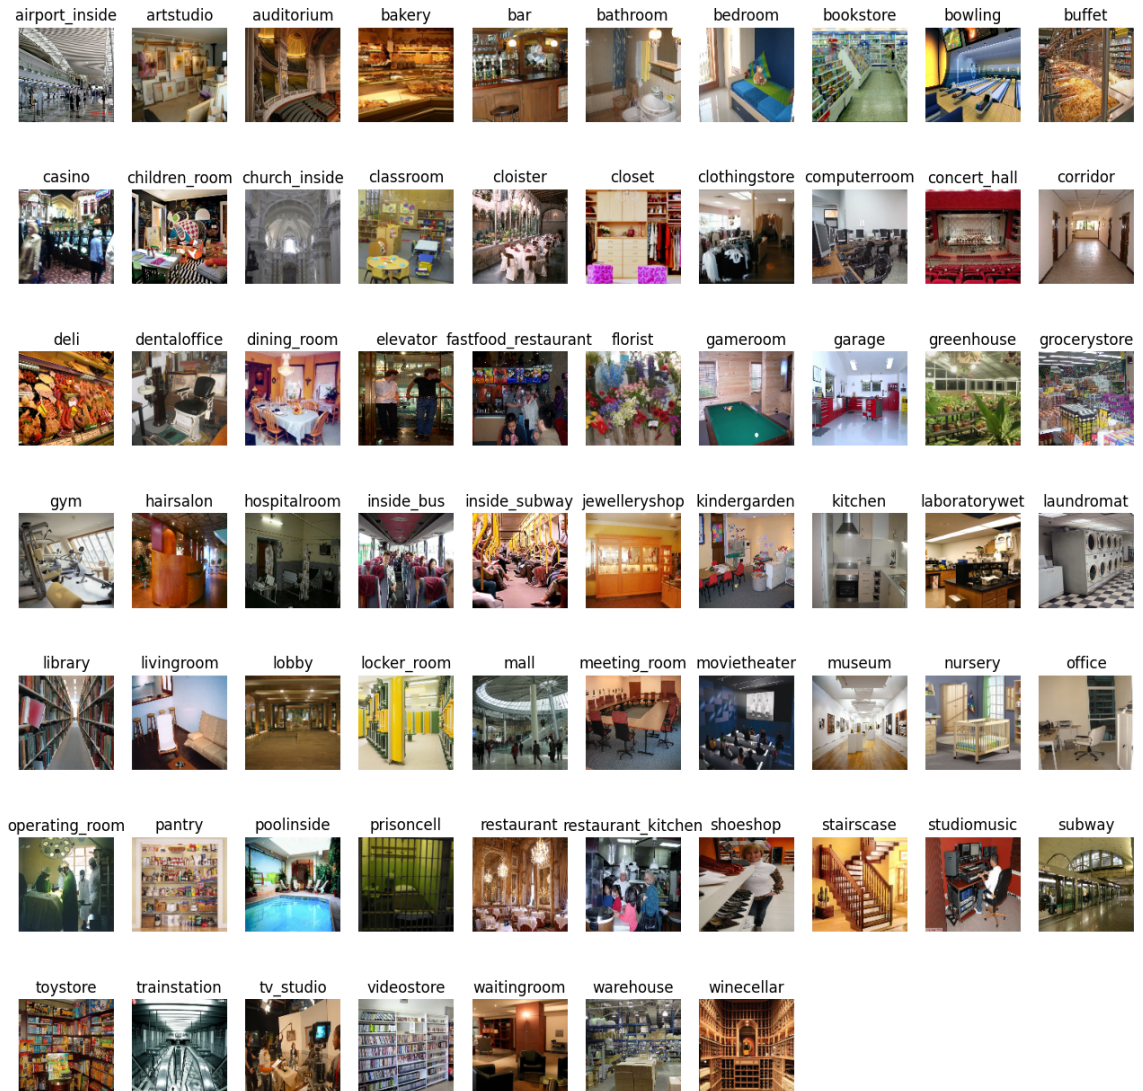 airport_inside artstudio auditorium bakery bar bathroom bedroom bookstore bowling buffet
casino children_room church_inside classroom cloister closet clothingstore computerroom concert_hall corridor
deli dentaloffice dining_room elevator fastfood_restaurant florist gameroom garage greenhouse grocerystore
gym hairsalon hospitalroom inside_bus inside_subway jewelleryshop kindergarden kitchen laboratorywet laundromat
library livingroom lobby locker_room mall meeting_room movietheater museum nursery office
operating_room pantry poolinside prisoncell restaurant restaurant_kitchen shoeshop stairscase studiomusic subway
toystore trainstation tv_studio videostore waitingroom warehouse winecellar